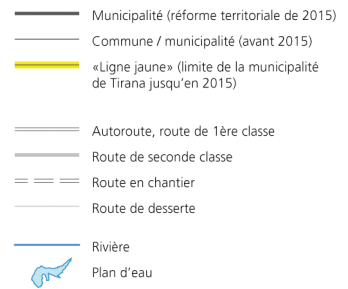 Municipalité (réforme territoriale de 2015)
Commune / municipalité (avant 2015)
«Ligne jaune» (limite de la municipalité
de Tirana jusqu'en 2015)
Autoroute, route de 1ère classe
Route de seconde classe
Route en chantier
Route de desserte
Rivière
Plan d'eau